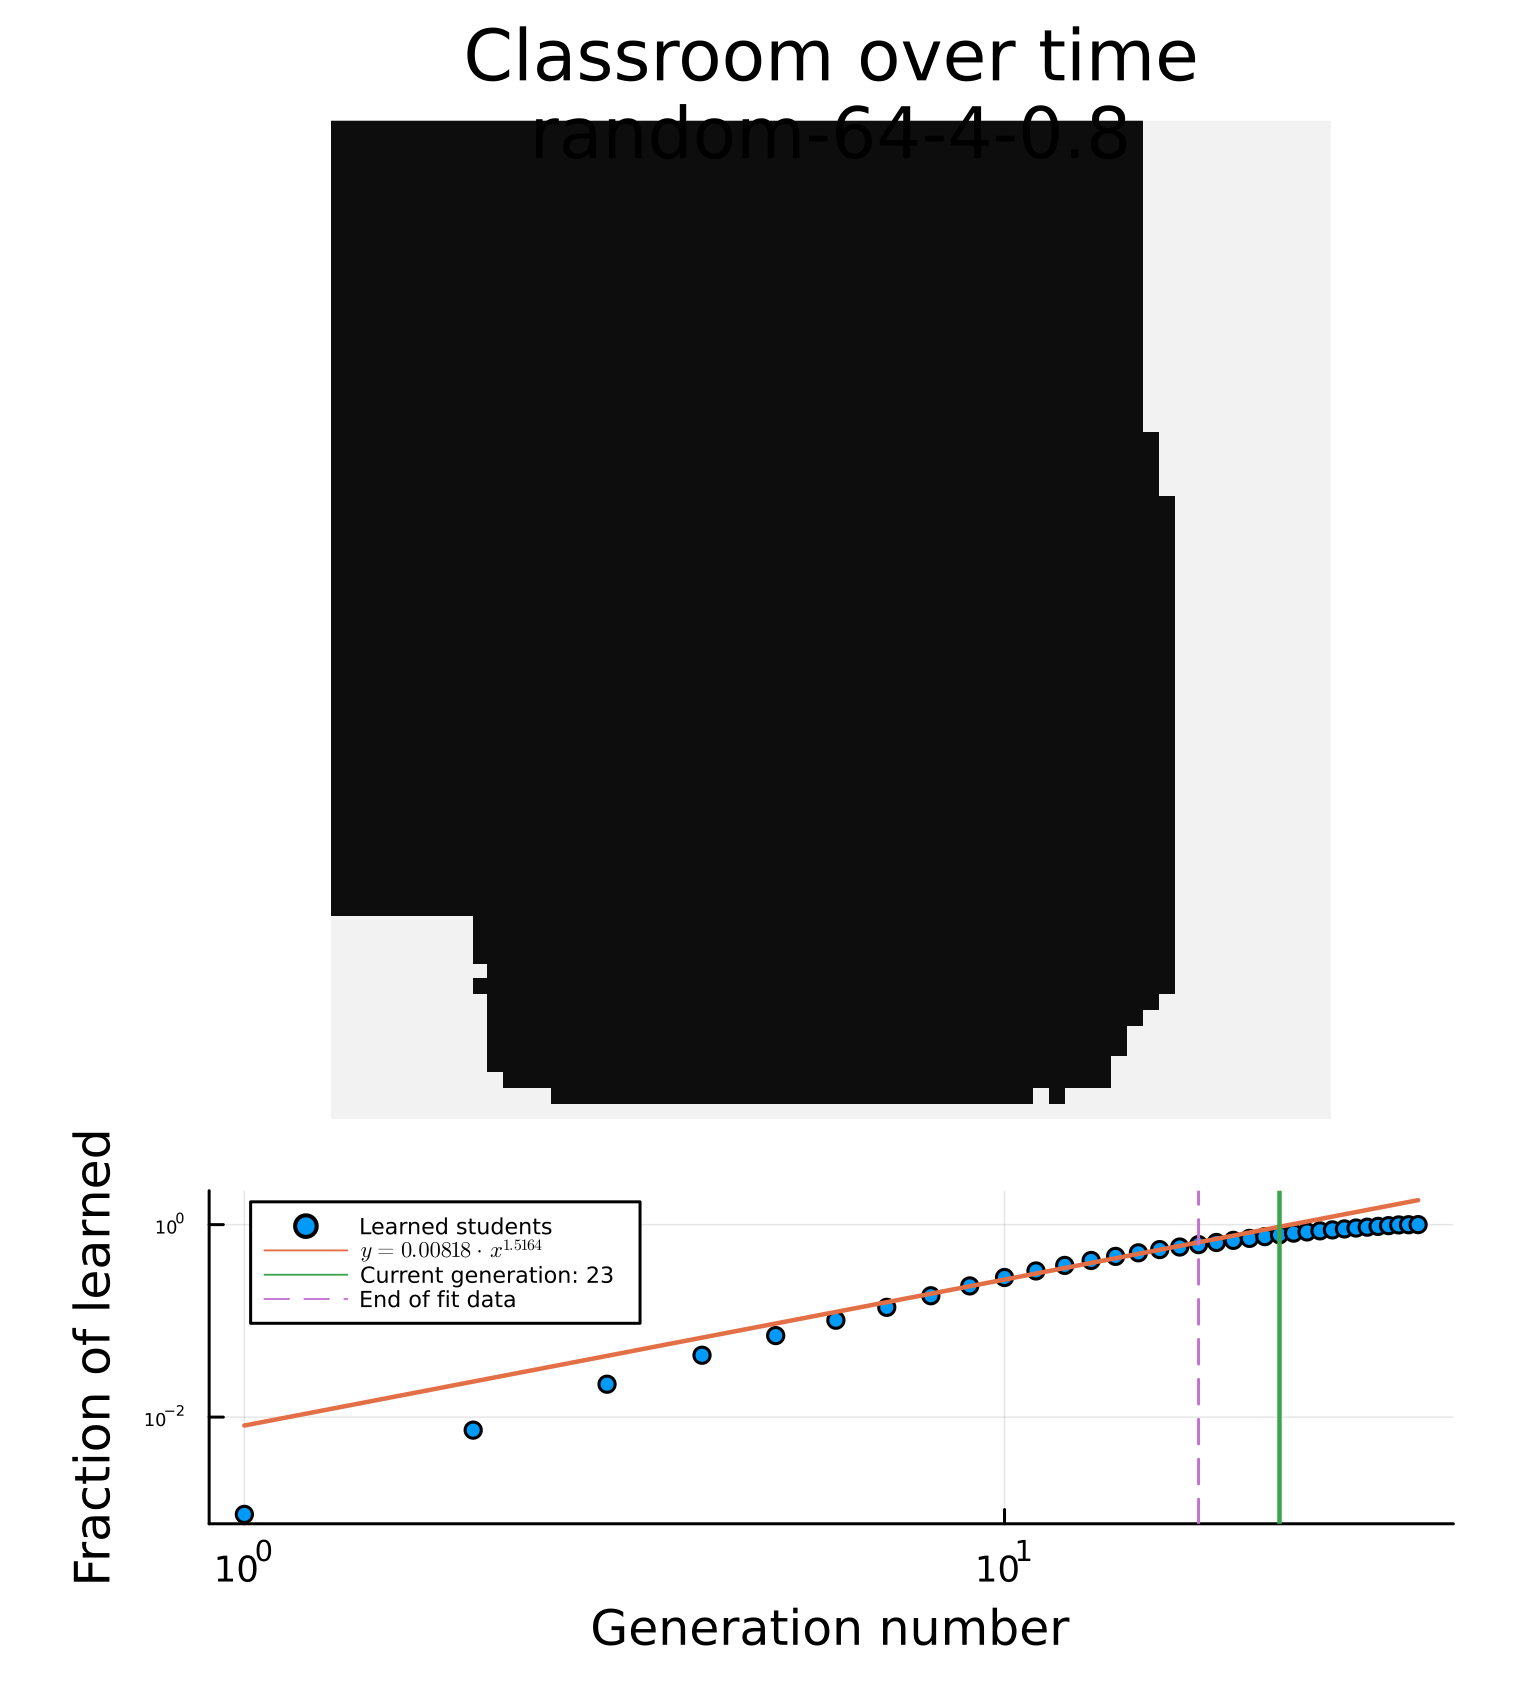 Classroom over time
random-64-4-0.8
Fraction of learned
10^0
10^−2
Learned students
y = 0.00818 · x^1.5164
Current generation: 23
End of fit data
10^0
10^1
Generation number